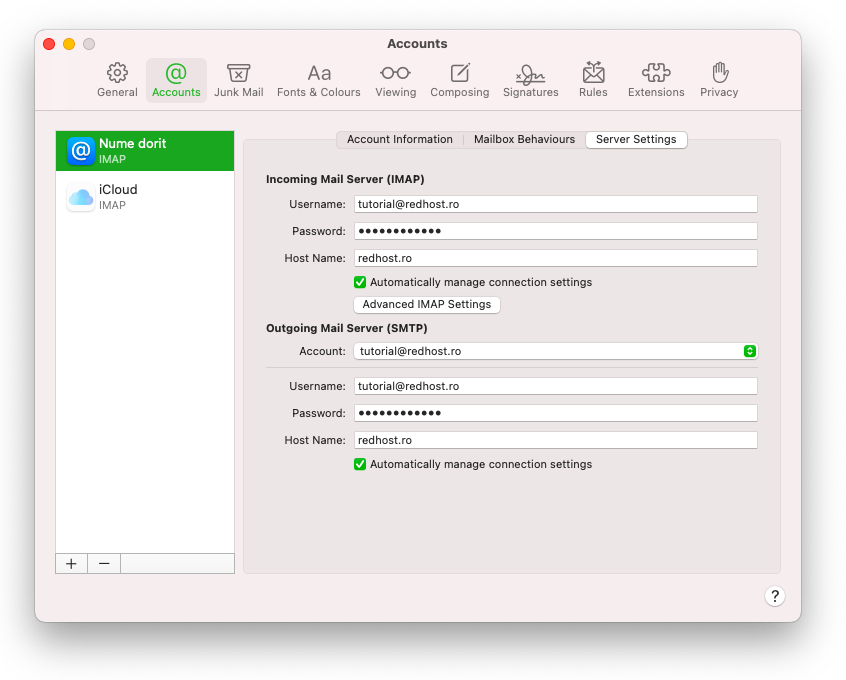 Accounts
General Accounts Junk Mail Fonts & Colours Viewing Composing Signatures Rules Extensions Privacy
Nume dorit
IMAP
iCloud
IMAP
Account Information Mailbox Behaviours Server Settings
Incoming Mail Server (IMAP)
Username: tutorial@redhost.ro
Password: ●●●●●●●●●●●●
Host Name: redhost.ro
Automatically manage connection settings
Advanced IMAP Settings
Outgoing Mail Server (SMTP)
Account: tutorial@redhost.ro
Username: tutorial@redhost.ro
Password: ●●●●●●●●●●●●
Host Name: redhost.ro
Automatically manage connection settings
+ −
?